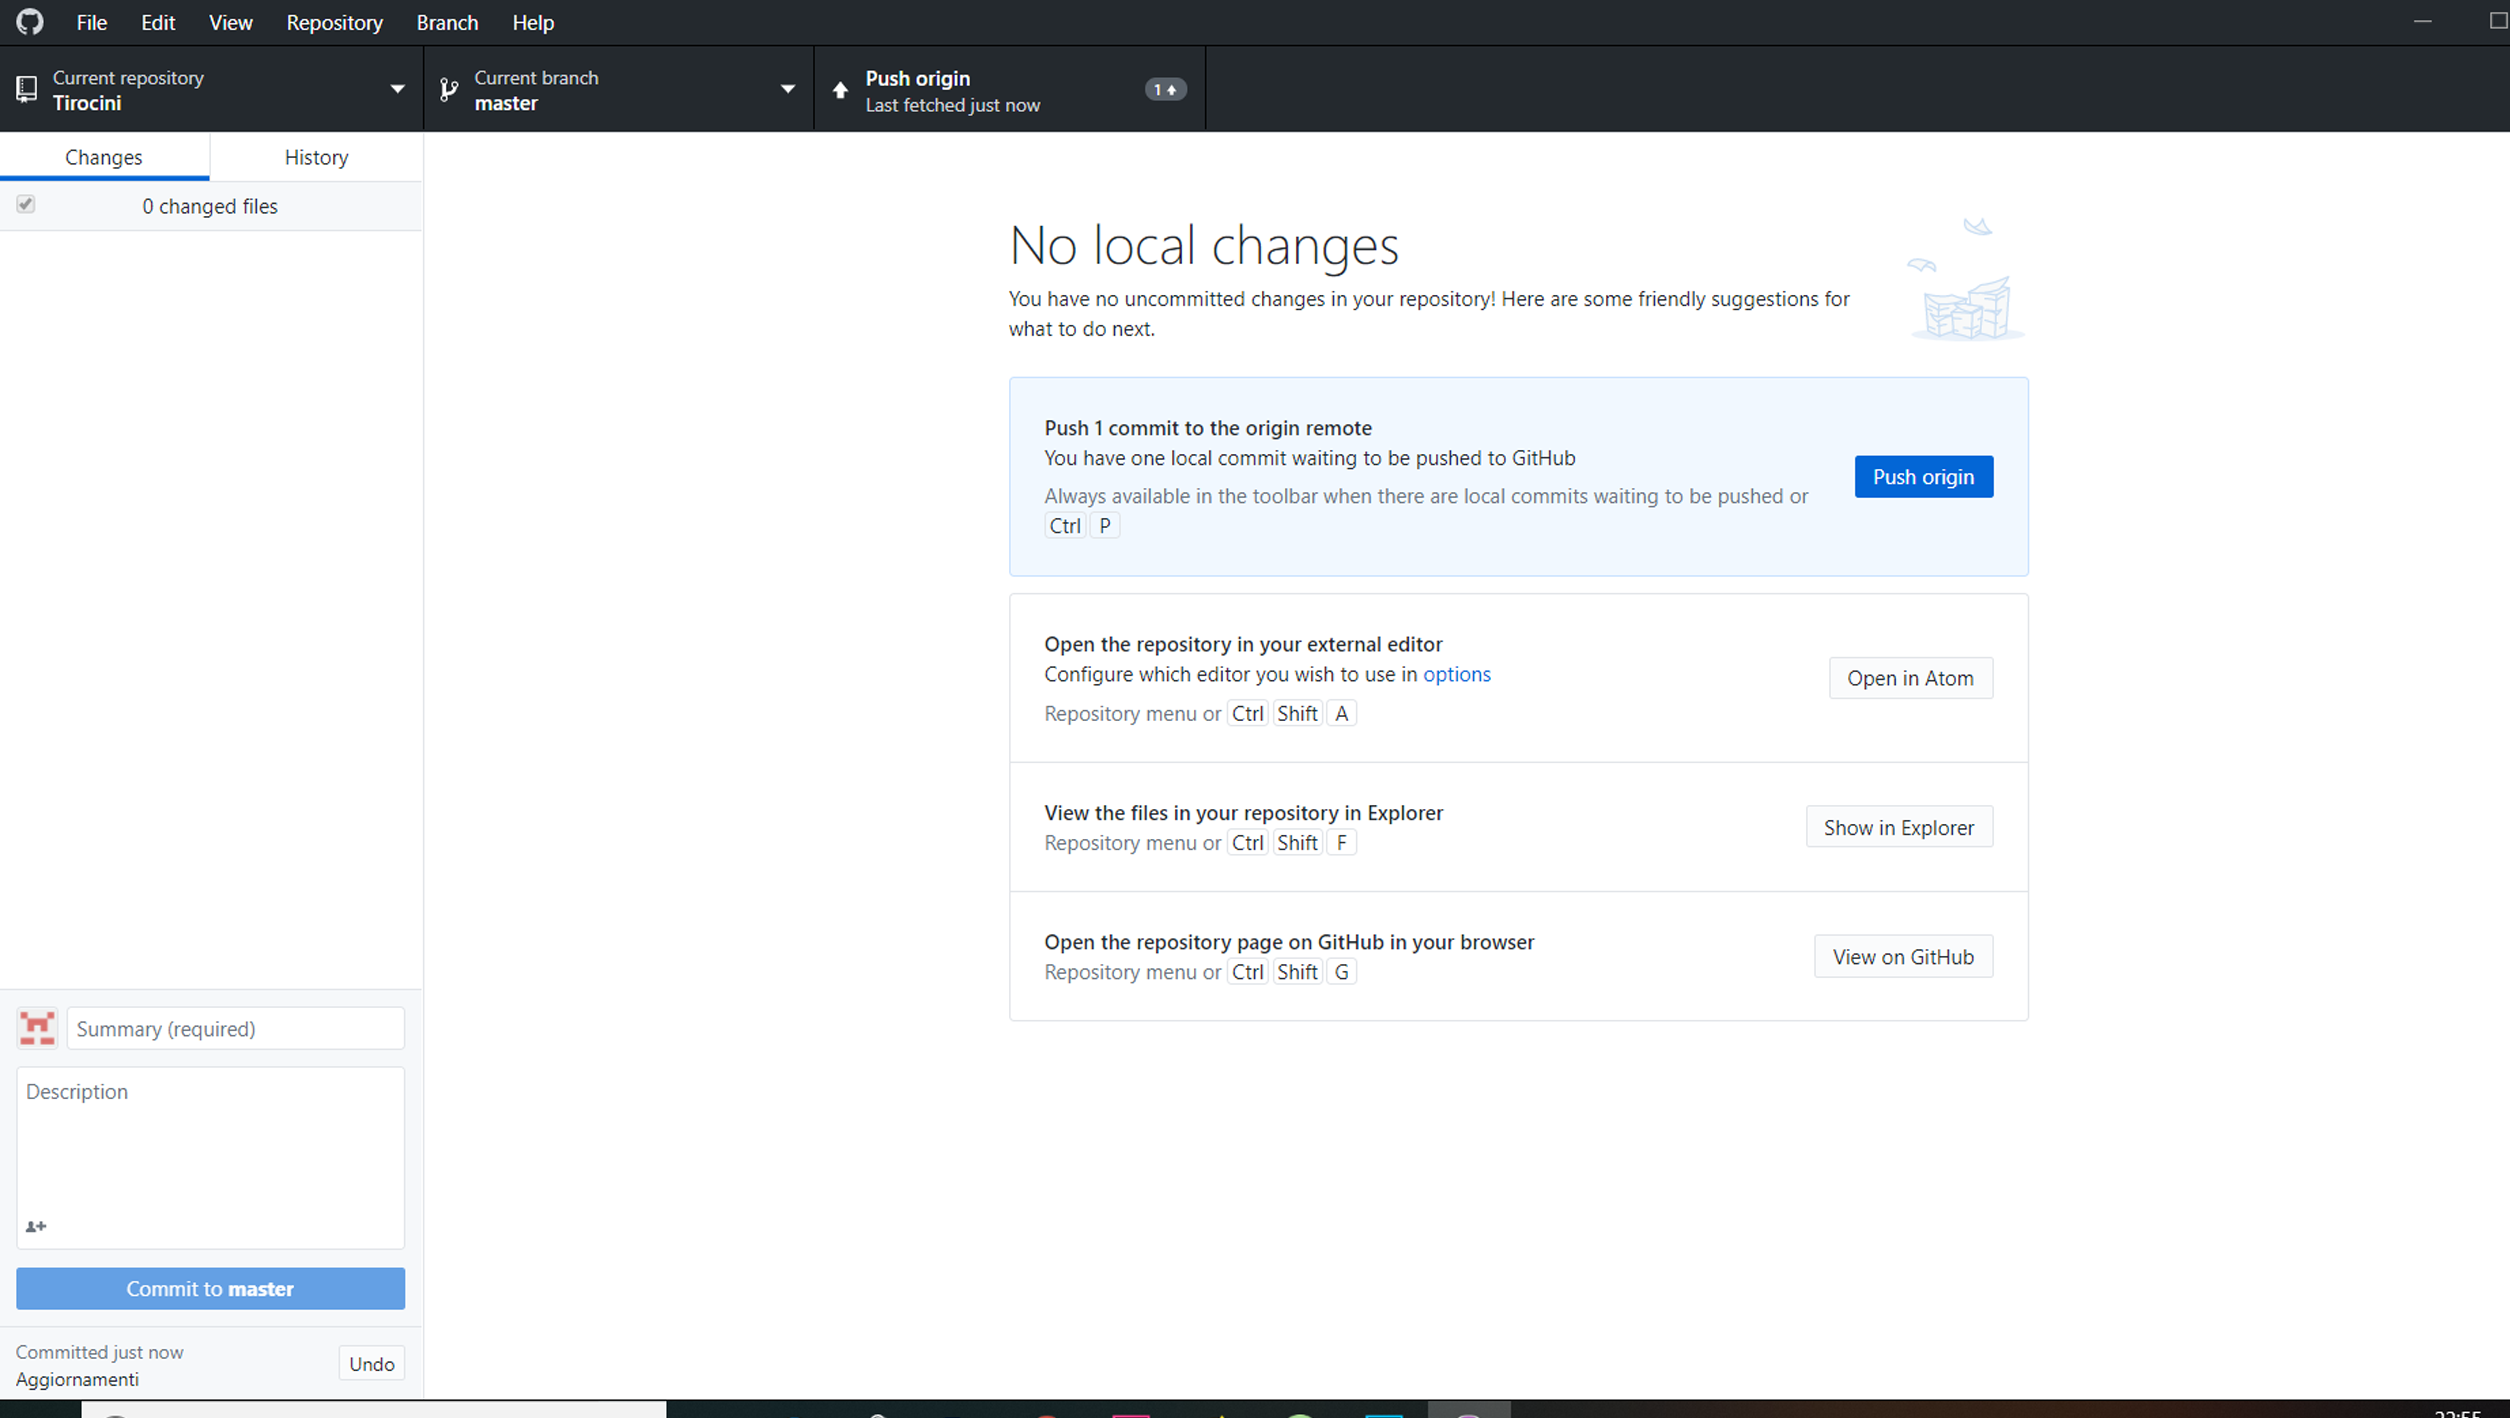 File Edit View Repository Branch Help
Current repository
Tirocini
Current branch
master
Push origin
Last fetched just now
1
Changes
History
0 changed files
No local changes
You have no uncommitted changes in your repository! Here are some friendly suggestions for
what to do next.
Push 1 commit to the origin remote
You have one local commit waiting to be pushed to GitHub
Always available in the toolbar when there are local commits waiting to be pushed or
Ctrl P
Push origin
Open the repository in your external editor
Configure which editor you wish to use in options
Repository menu or Ctrl Shift A
Open in Atom
View the files in your repository in Explorer
Repository menu or Ctrl Shift F
Show in Explorer
Open the repository page on GitHub in your browser
Repository menu or Ctrl Shift G
View on GitHub
Summary (required)
Description
Commit to master
Committed just now
Aggiornamenti
Undo